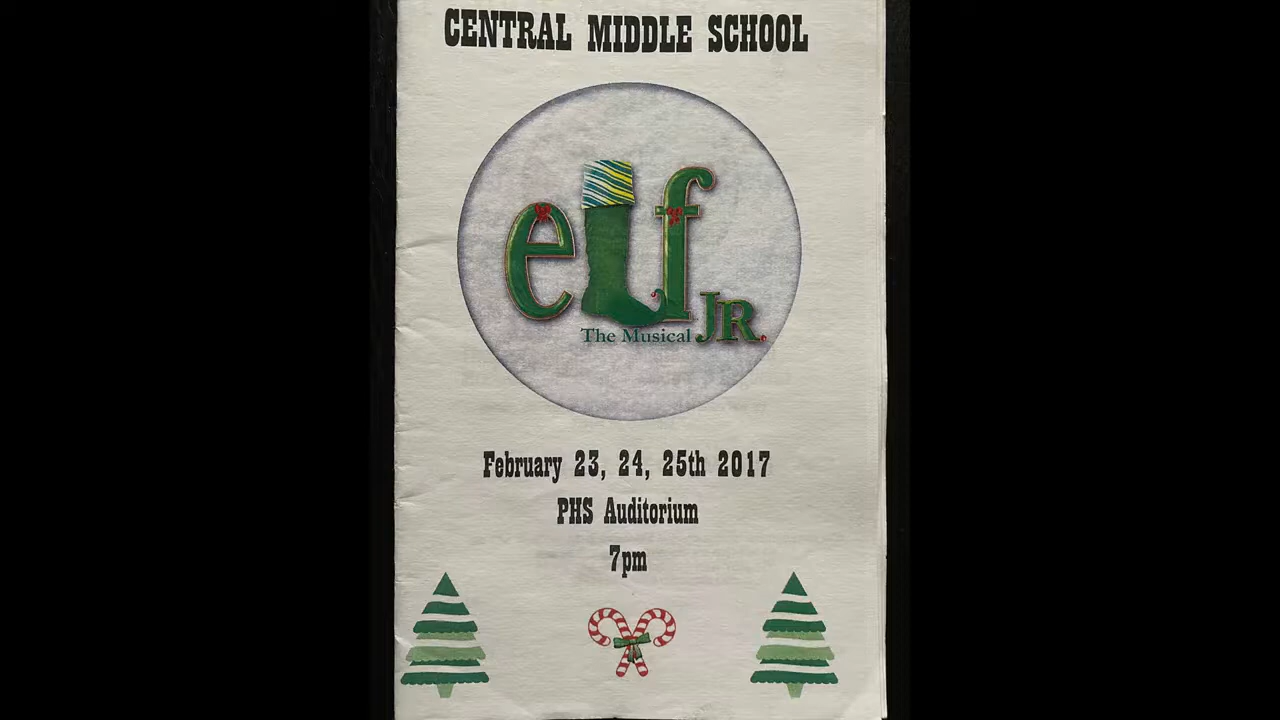 CENTRAL MIDDLE SCHOOL
elf
The Musical JR.
February 23, 24, 25th 2017
PHS Auditorium
7pm